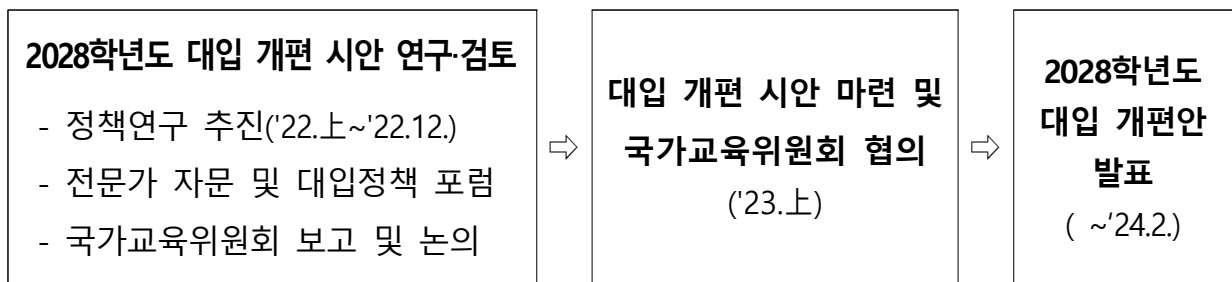 2028학년도 대입 개편 시안 연구·검토
- 정책연구 추진('22.上~'22.12.)
- 전문가 자문 및 대입정책 포럼
- 국가교육위원회 보고 및 논의
⇨
대입 개편 시안 마련 및
국가교육위원회 협의
('23.上)
⇨
2028학년도
대입 개편안
발표
( ~'24.2.)